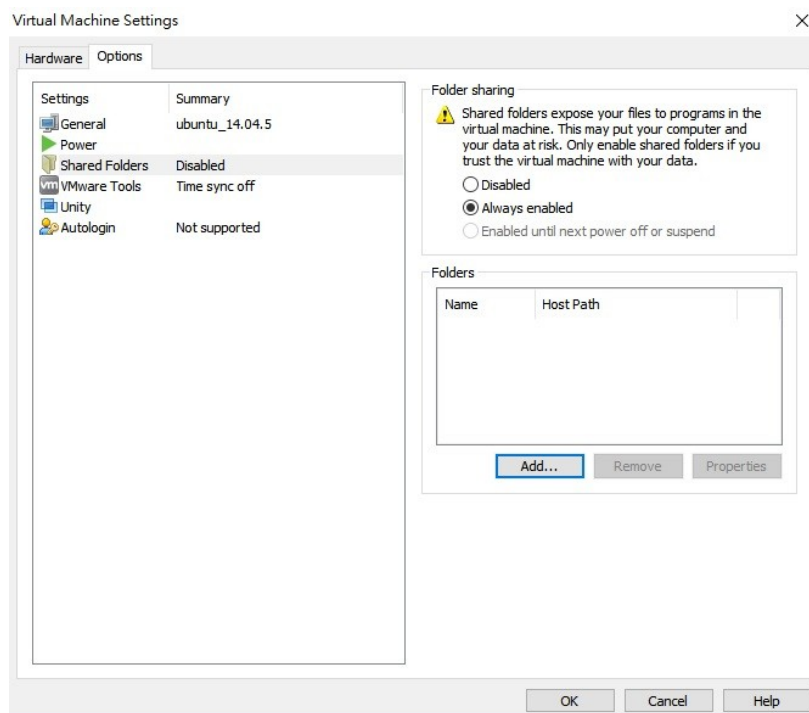 Virtual Machine Settings
Hardware Options
Settings Summary
General ubuntu_14.04.5
Power
Shared Folders Disabled
vm VMware Tools Time sync off
Unity
Autologin Not supported
Folder sharing
Shared folders expose your files to programs in the
virtual machine. This may put your computer and
your data at risk. Only enable shared folders if you
trust the virtual machine with your data.
Disabled
Always enabled
Enabled until next power off or suspend
Folders
Name Host Path
Add... Remove Properties
OK Cancel Help